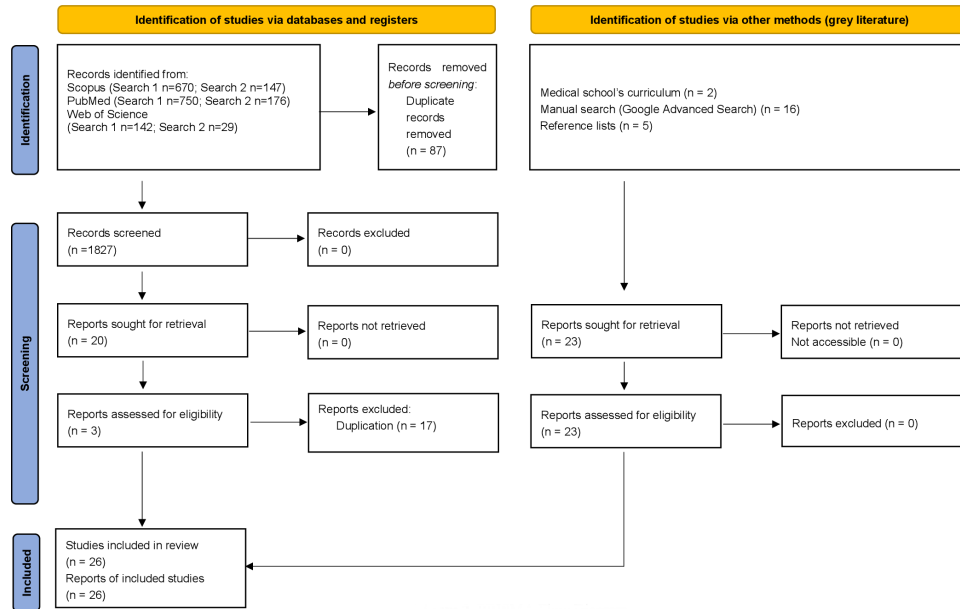 Identification of studies via databases and registers
Identification of studies via other methods (grey literature)
Identification
Records identified from:
Scopus (Search 1 n=670; Search 2 n=147)
PubMed (Search 1 n=750; Search 2 n=176)
Web of Science
(Search 1 n=142; Search 2 n=29)
Records removed
before screening:
Duplicate
records
removed
(n = 87)
Medical school's curriculum (n = 2)
Manual search (Google Advanced Search) (n = 16)
Reference lists (n = 5)
Screening
Records screened
(n =1827)
Records excluded
(n = 0)
Reports sought for retrieval
(n = 20)
Reports not retrieved
(n = 0)
Reports sought for retrieval
(n = 23)
Reports not retrieved
Not accessible (n = 0)
Reports assessed for eligibility
(n = 3)
Reports excluded:
Duplication (n = 17)
Reports assessed for eligibility
(n = 23)
Reports excluded (n = 0)
Included
Studies included in review
(n = 26)
Reports of included studies
(n = 26)